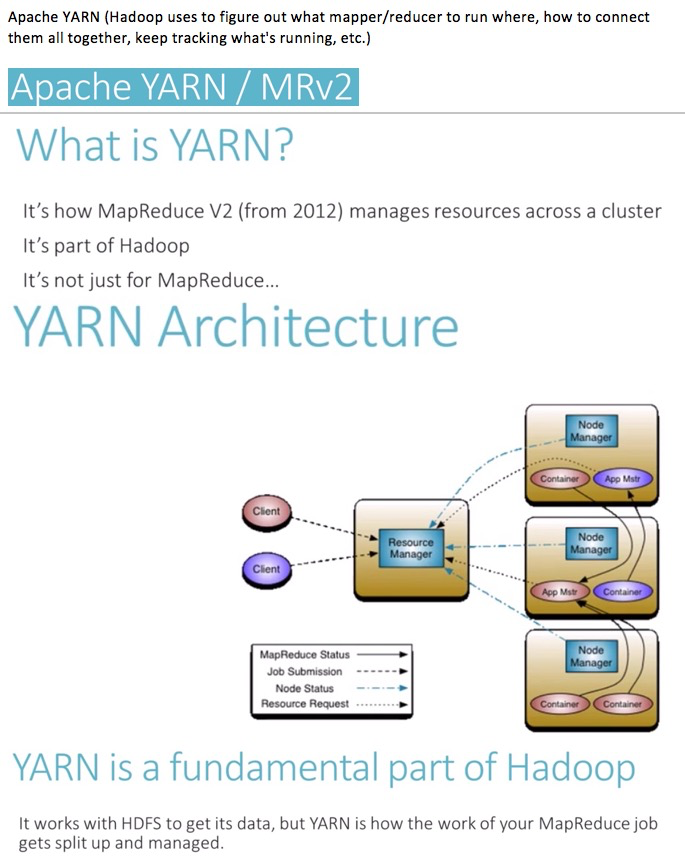 Apache YARN (Hadoop uses to figure out what mapper/reducer to run where, how to connect
them all together, keep tracking what's running, etc.)
Apache YARN / MRv2
What is YARN?
It's how MapReduce V2 (from 2012) manages resources across a cluster
It's part of Hadoop
It's not just for MapReduce...
YARN Architecture
Node
Manager
Container
App Mstr
Client
Client
Resource
Manager
Node
Manager
App Mstr
Container
Node
Manager
Container
Container
MapReduce Status
Job Submission
Node Status
Resource Request
YARN is a fundamental part of Hadoop
It works with HDFS to get its data, but YARN is how the work of your MapReduce job
gets split up and managed.